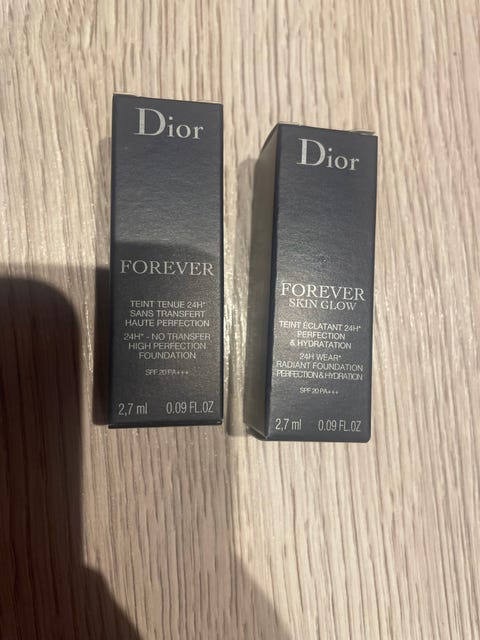 Dior
FOREVER
TEINT TENUE 24H*
SANS TRANSFERT
HAUTE PERFECTION
24H* - NO TRANSFER
HIGH PERFECTION
FOUNDATION
SPF 20 PA+++
2,7 ml 0.09 FL.OZ
Dior
FOREVER
SKIN GLOW
TEINT ÉCLATANT 24H*
PERFECTION
& HYDRATATION
24H WEAR*
RADIANT FOUNDATION
PERFECTION & HYDRATION
SPF 20 PA+++
2,7 ml 0.09 FL.OZ